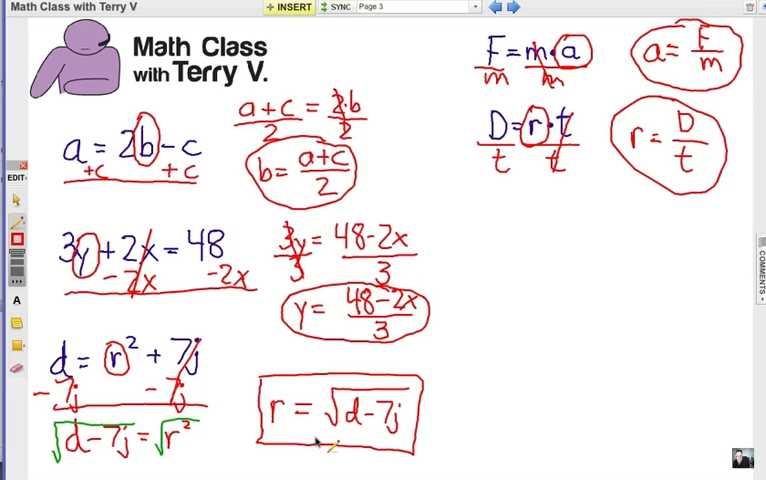 Math Class with Terry V
INSERT
SYNC
Page 3
Math Class
with Terry V.
EDIT
A
COMMENTS
a = 2b - c
+c +c
a+c = 2·b
2 2
b = a+c
2
3y + 2x = 48
- 2x -2x
3y = 48-2x
3 3
y = 48-2x
3
d = r² + 7j
- 7j - 7j
√d-7j = √r²
r = √d-7j
F = m·a
m m
a = F
m
D = r·t
t t
r = D
t